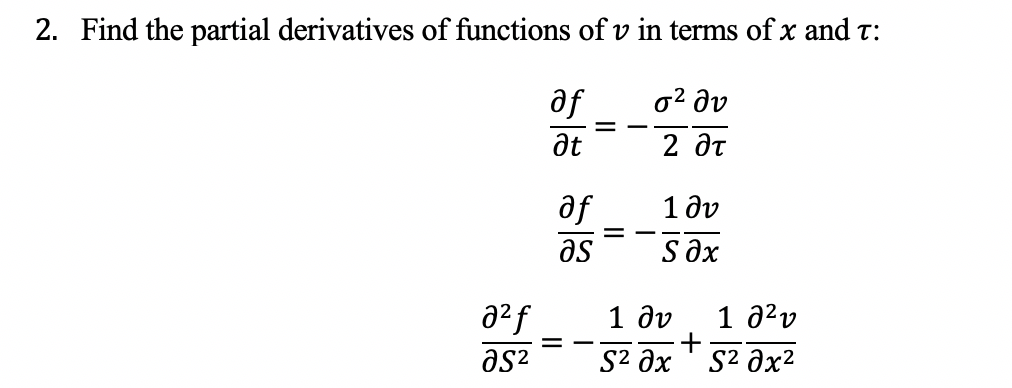 2. Find the partial derivatives of functions of v in terms of x and τ:
∂f/∂t = −σ²/2 ∂v/∂τ
∂f/∂S = −1/S ∂v/∂x
∂²f/∂S² = −1/S² ∂v/∂x + 1/S² ∂²v/∂x²